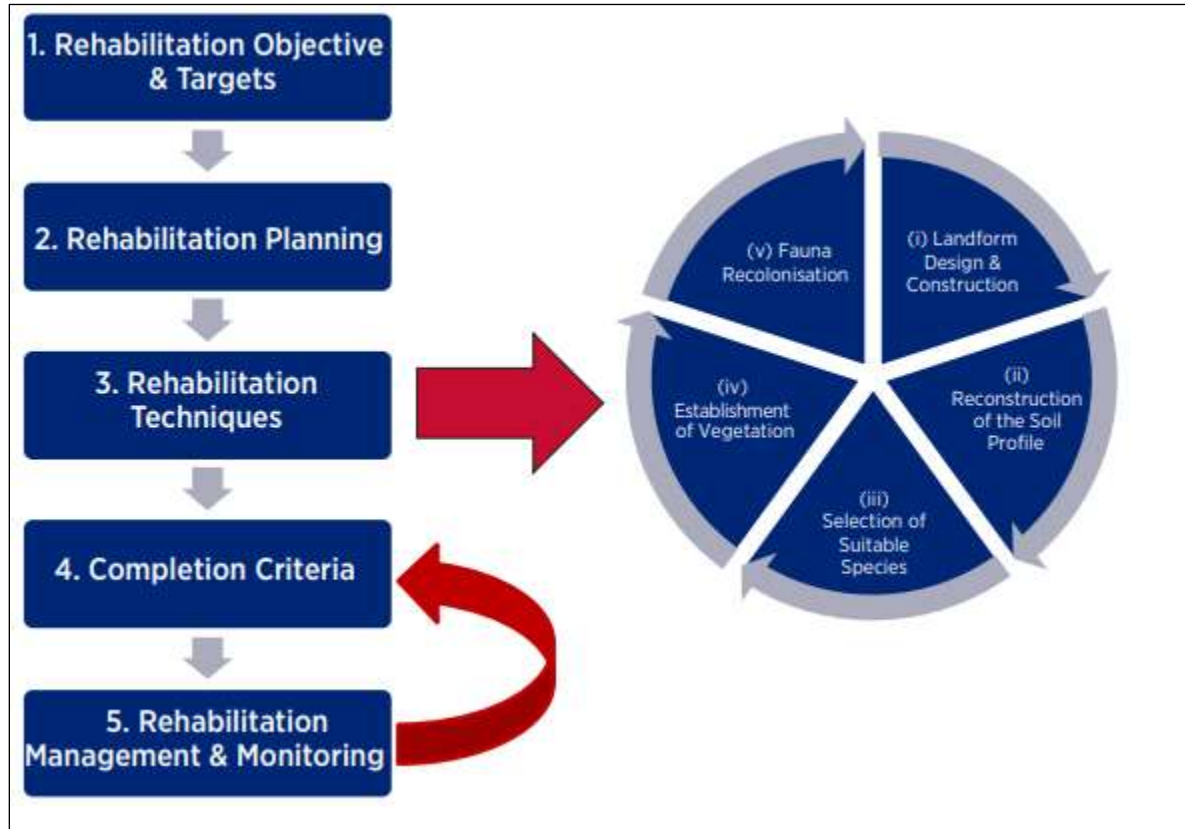 1. Rehabilitation Objective
& Targets
2. Rehabilitation Planning
3. Rehabilitation
Techniques
4. Completion Criteria
5. Rehabilitation
Management & Monitoring
(i) Landform
Design &
Construction
(ii)
Reconstruction
of the Soil
Profile
(iii)
Selection of
Suitable
Species
(iv)
Establishment
of Vegetation
(v) Fauna
Recolonisation